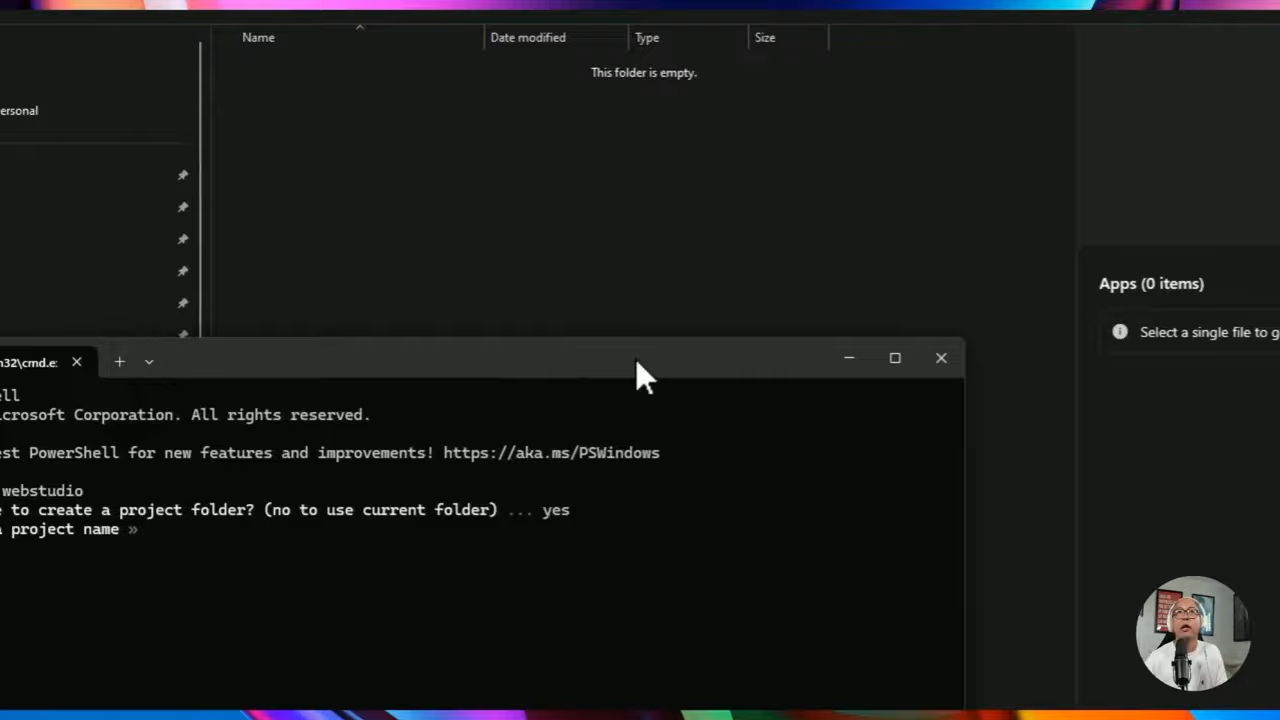 Name
Date modified
Type
Size
This folder is empty.
ersonal
Apps (0 items)
Select a single file to g
n32\cmd.e:
ell
icrosoft Corporation. All rights reserved.
est PowerShell for new features and improvements! https://aka.ms/PSWindows
webstudio
e to create a project folder? (no to use current folder) ... yes
a project name »